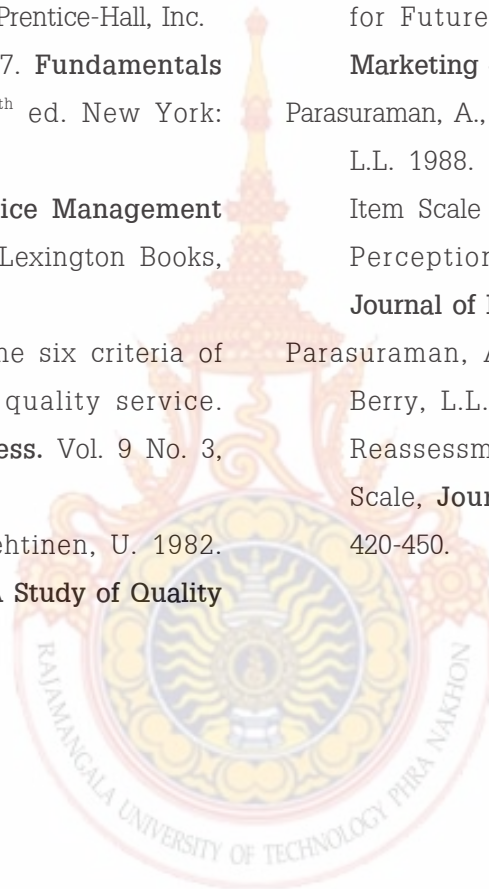 Prentice-Hall, Inc.
7. Fundamentals
th ed. New York:
ice Management
Lexington Books,
ne six criteria of
quality service.
ess. Vol. 9 No. 3,
ehtinen, U. 1982.
A Study of Quality
for Future
Marketing
Parasuraman, A.,
L.L. 1988.
Item Scale
Perception
Journal of
Parasuraman, A
Berry, L.L.
Reassessm
Scale, Jour
420-450.
RAJAMANGALA UNIVERSITY OF TECHNOLOGY PHRA NAKHON